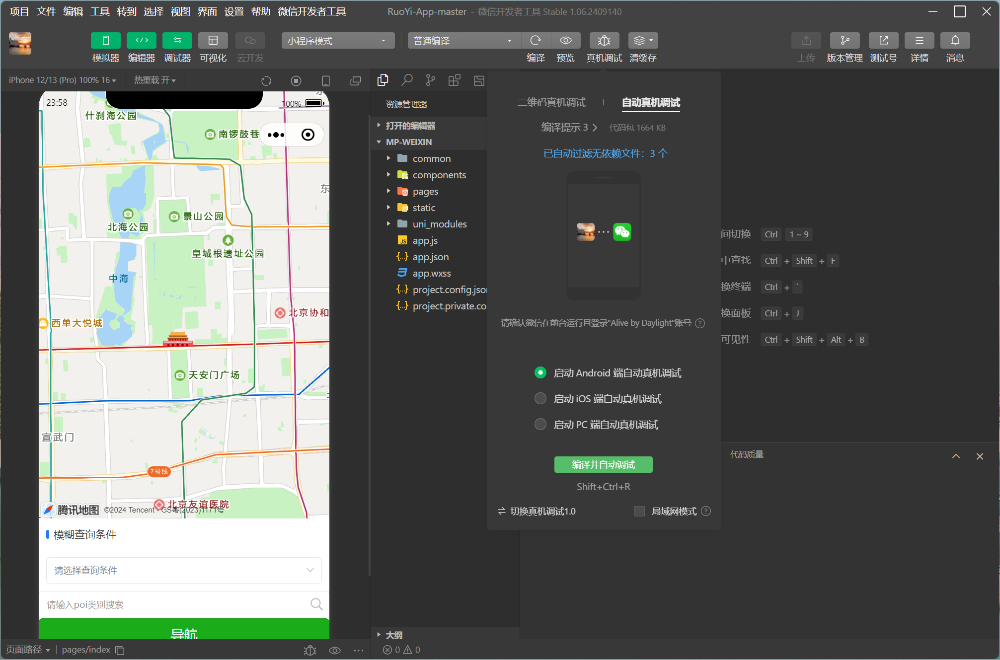 项目 文件 编辑 工具 转到 选择 视图 界面 设置 帮助 微信开发者工具
RuoYi-App-master - 微信开发者工具 Stable 1.06.2409140
模拟器 编辑器 调试器 可视化 云开发
小程序模式
普通编译
编译 预览 真机调试 清缓存
上传 版本管理 测试号 详情 消息
iPhone 12/13 (Pro) 100% 16
热重载 开
23:58
100%
什刹海公园
南锣鼓巷
东
景山公园
北海公园
皇城根遗址公园
中海
北京协和
西单大悦城
天安门广场
宣武门
7号线
北京友谊医院
腾讯地图 ©2024 Tencent - GS粤(2023)1171号
模糊查询条件
请选择查询条件
请输入poi类别搜索
导航
页面路径 pages/index
资源管理器
打开的编辑器
MP-WEIXIN
common
components
pages
static
uni_modules
JS app.js
{..} app.json
app.wxss
{..} project.config.json
{..} project.private.co
大纲
0 0
二维码真机调试
自动真机调试
编译提示 3 代码包 1664 KB
已自动过滤无依赖文件：3 个
请确认微信在前台运行且登录"Alive by Daylight"账号 ?
启动 Android 端自动真机调试
启动 iOS 端自动真机调试
启动 PC 端自动真机调试
编译并自动调试
Shift+Ctrl+R
切换真机调试1.0
局域网模式 ?
间切换 Ctrl 1 ~ 9
中查找 Ctrl + Shift + F
换终端 Ctrl + `
换面板 Ctrl + J
可见性 Ctrl + Shift + Alt + B
代码质量